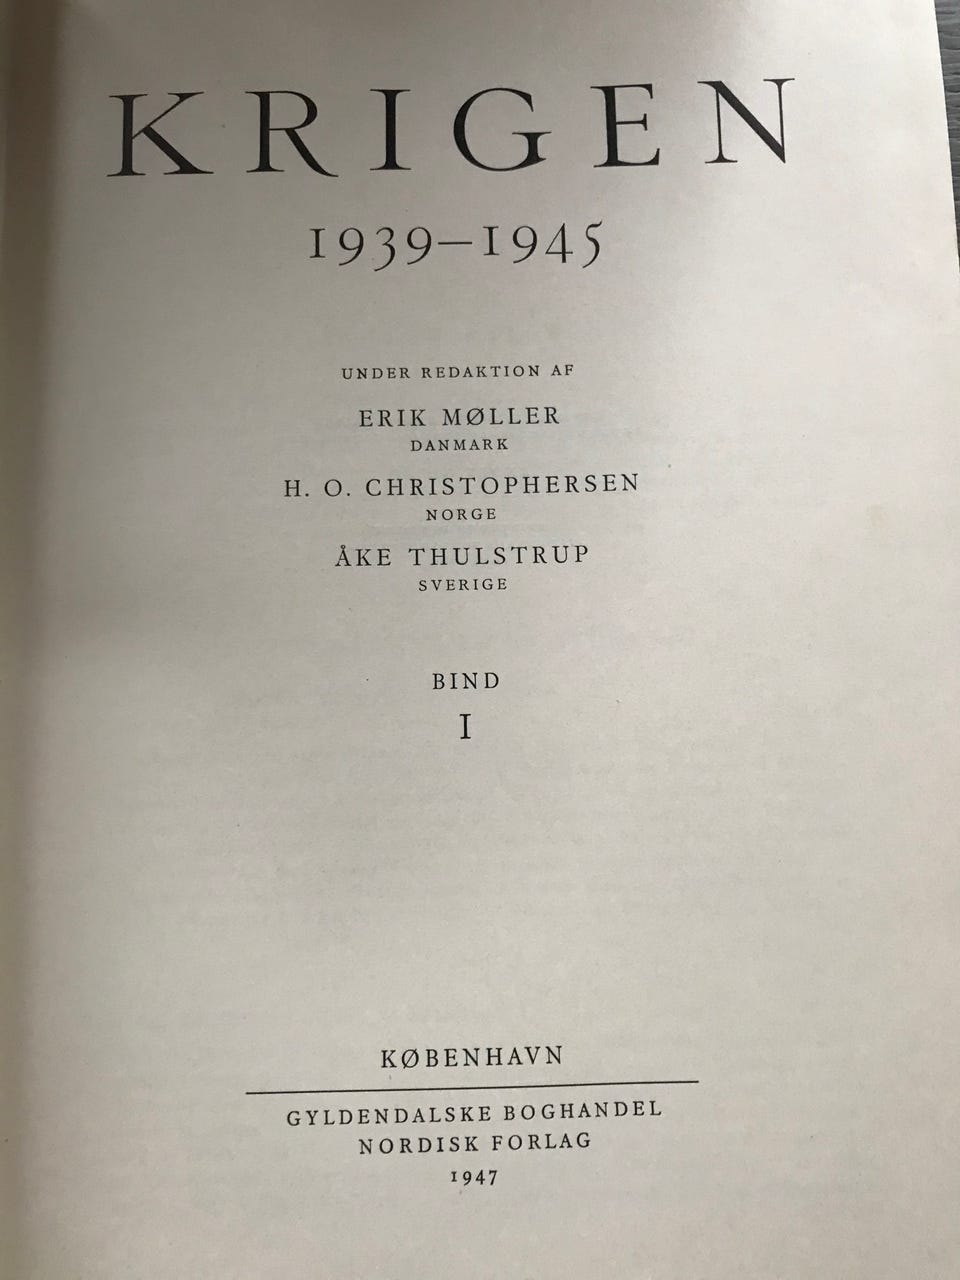 KRIGEN
1939–1945
UNDER REDAKTION AF
ERIK MØLLER
DANMARK
H. O. CHRISTOPHERSEN
NORGE
ÅKE THULSTRUP
SVERIGE
BIND
I
KØBENHAVN
GYLDENDALSKE BOGHANDEL
NORDISK FORLAG
1947